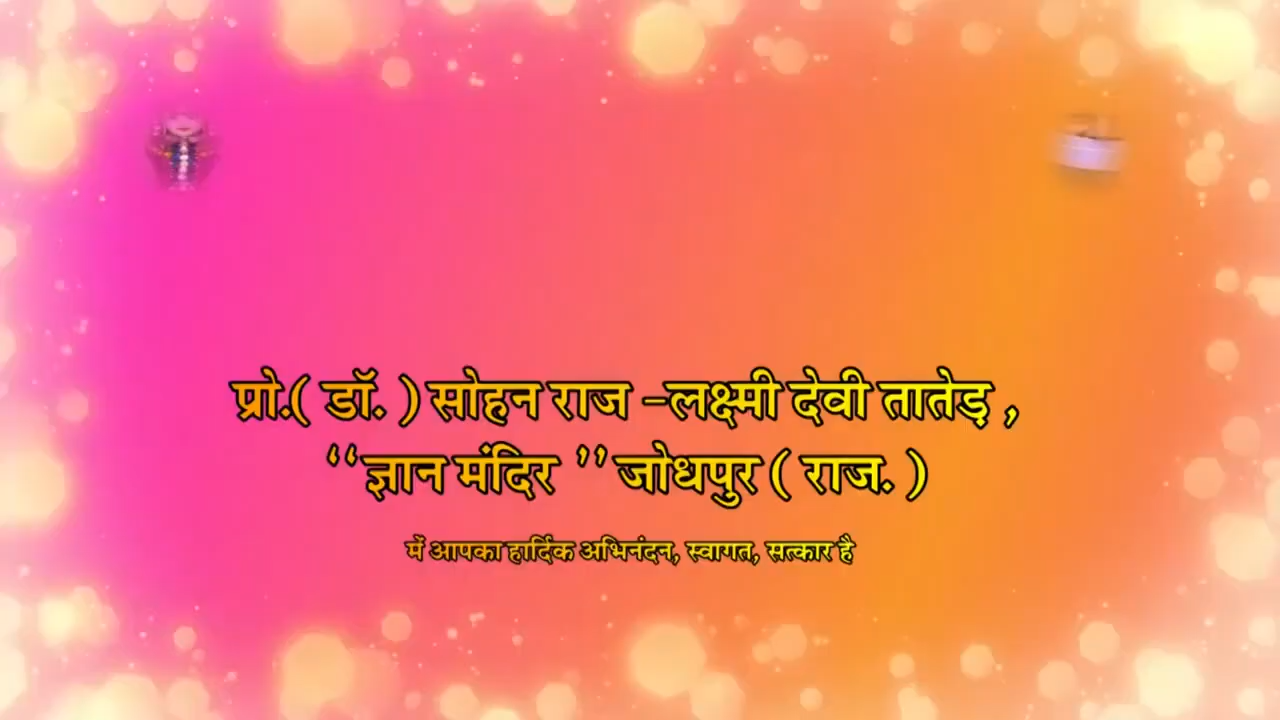 प्रो.( डॉ. ) सोहन राज -लक्ष्मी देवी तातेड़ ,
‘‘ज्ञान मंदिर ’’ जोधपुर ( राज. )
में आपका हार्दिक अभिनंदन, स्वागत, सत्कार है